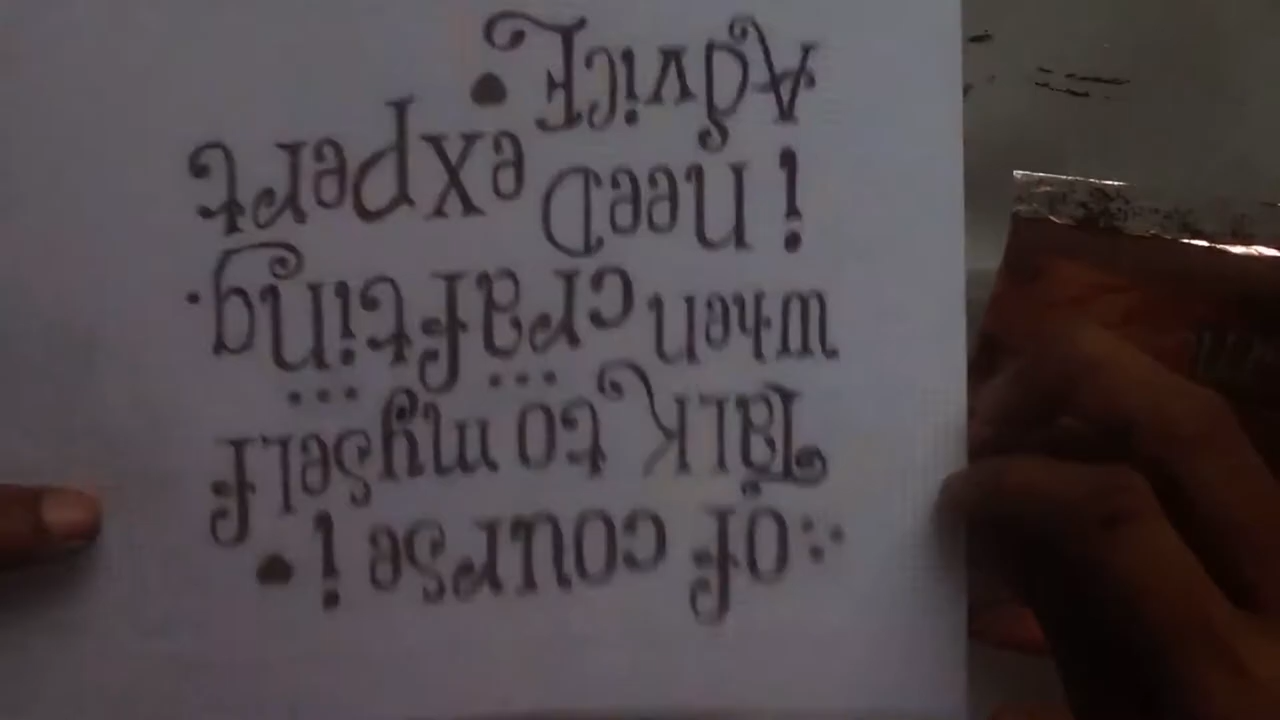 of course i
Talk to myself
when crafting.
i need expert
Advice